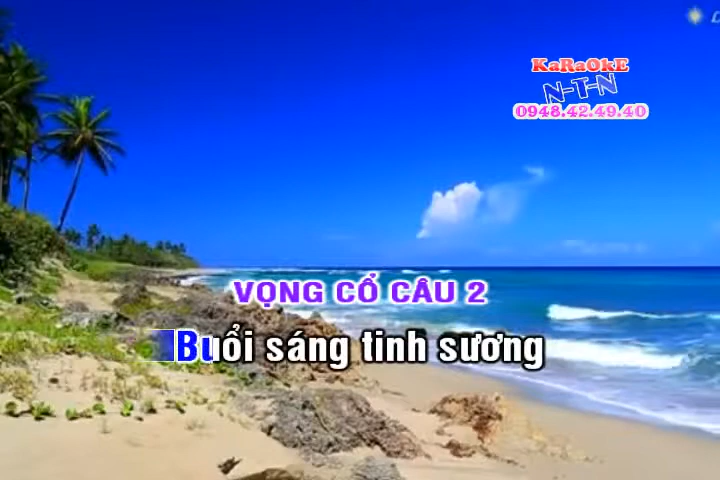 KaRaOkE
N-T-N
0948.42.49.40
VỌNG CỔ CÂU 2
Buổi sáng tinh sương